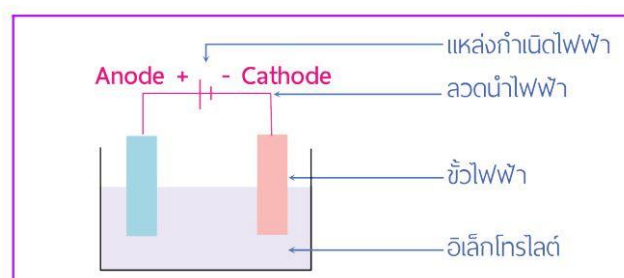 แหล่งกำเนิดไฟฟ้า
Anode + - Cathode
ลวดนำไฟฟ้า
ขั้วไฟฟ้า
อิเล็กโทรไลต์